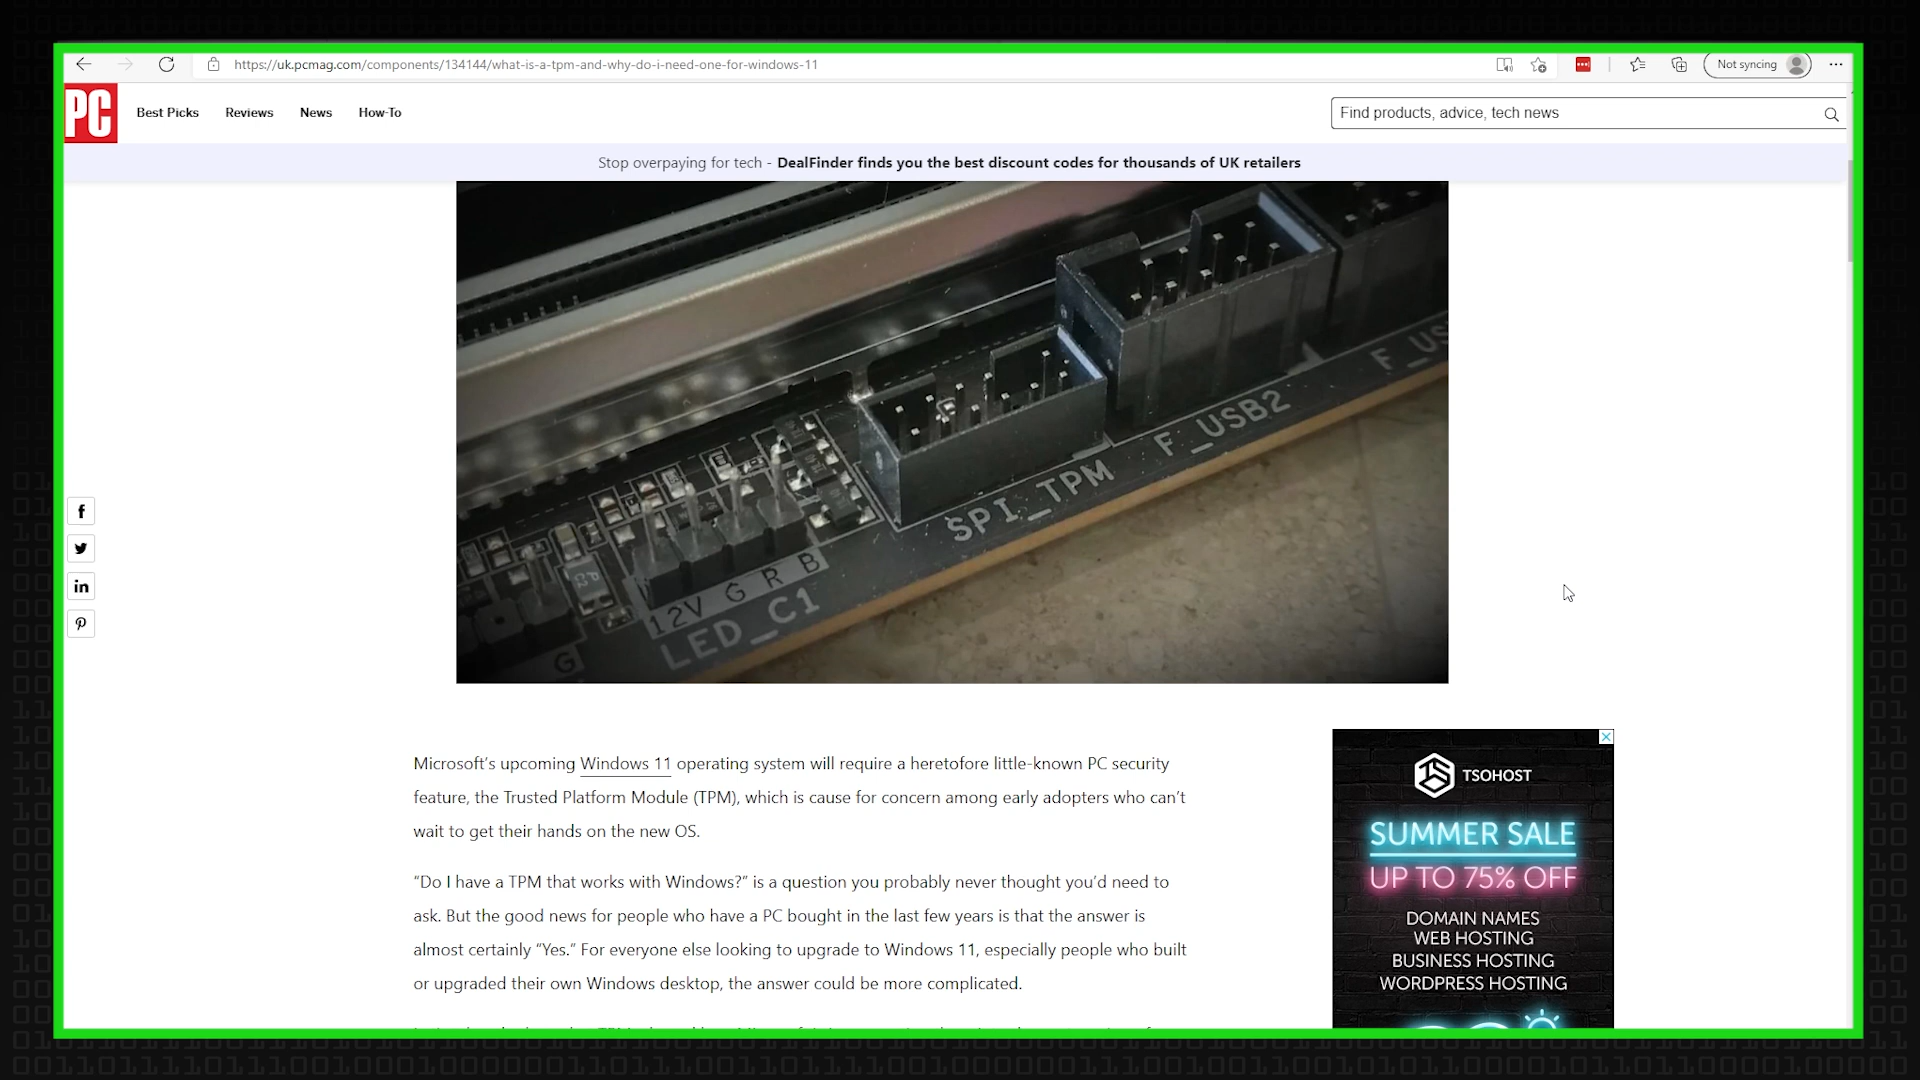 https://uk.pcmag.com/components/134144/what-is-a-tpm-and-why-do-i-need-one-for-windows-11
Not syncing
PC
Best Picks
Reviews
News
How-To
Find products, advice, tech news
Stop overpaying for tech - DealFinder finds you the best discount codes for thousands of UK retailers
F_US
F_USB2
SPI_TPM
12V G R B
LED_C1
G
f
in
Microsoft’s upcoming Windows 11 operating system will require a heretofore little-known PC security
feature, the Trusted Platform Module (TPM), which is cause for concern among early adopters who can’t
wait to get their hands on the new OS.
“Do I have a TPM that works with Windows?” is a question you probably never thought you’d need to
ask. But the good news for people who have a PC bought in the last few years is that the answer is
almost certainly “Yes.” For everyone else looking to upgrade to Windows 11, especially people who built
or upgraded their own Windows desktop, the answer could be more complicated.
TSOHOST
SUMMER SALE
UP TO 75% OFF
DOMAIN NAMES
WEB HOSTING
BUSINESS HOSTING
WORDPRESS HOSTING